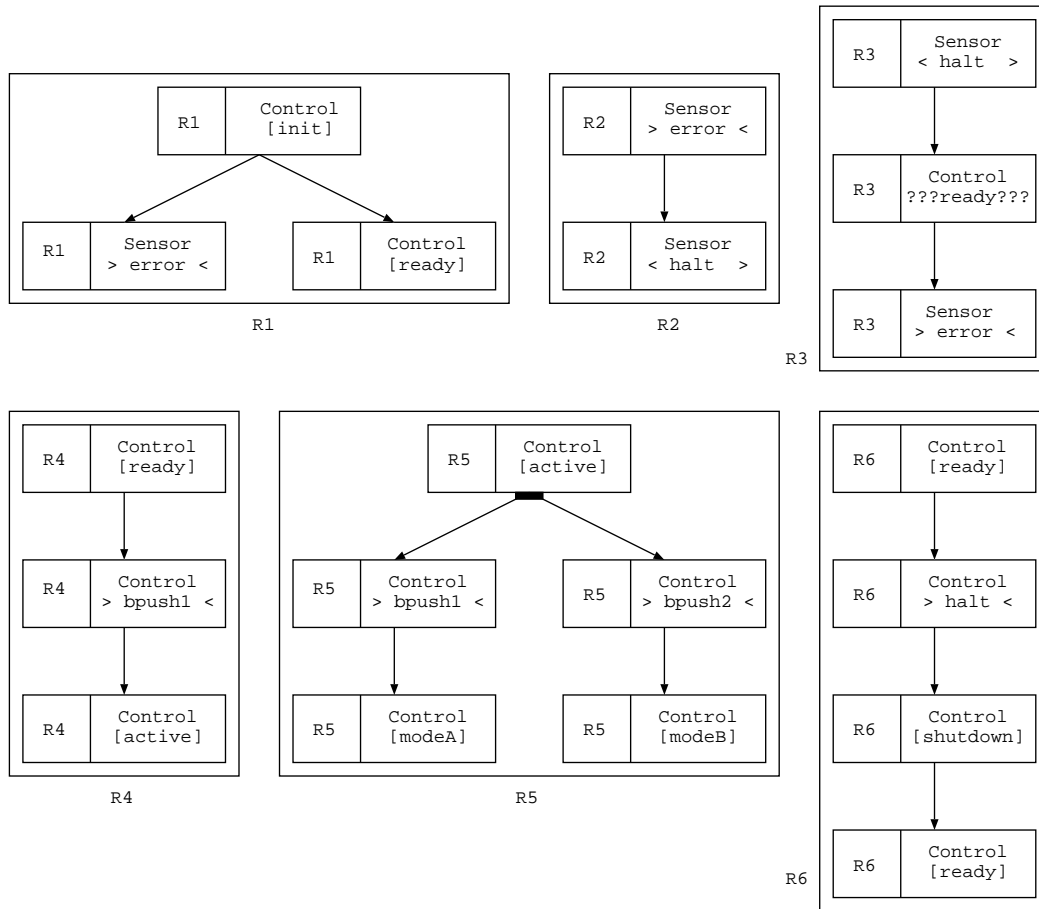 R1
Control
[init]
R1
Sensor
> error <
R1
Control
[ready]
R1
R2
Sensor
> error <
R2
Sensor
< halt  >
R2
R3
Sensor
< halt  >
R3
Control
???ready???
R3
Sensor
> error <
R3
R4
Control
[ready]
R4
Control
> bpush1 <
R4
Control
[active]
R4
R5
Control
[active]
R5
Control
> bpush1 <
R5
Control
> bpush2 <
R5
Control
[modeA]
R5
Control
[modeB]
R5
R6
Control
[ready]
R6
Control
> halt <
R6
Control
[shutdown]
R6
Control
[ready]
R6